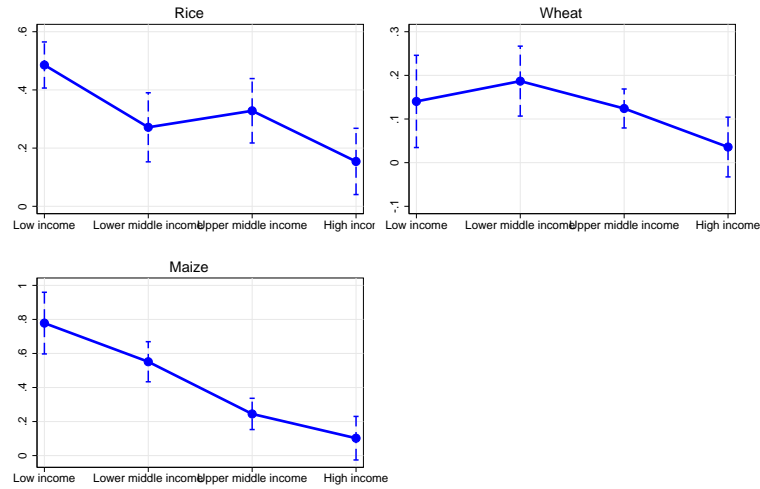 Rice
.6
.4
.2
0
Low income Lower middle income Upper middle income High incor
Wheat
.3
.2
.1
0
-.1
Low income Lower middle income Upper middle income High income
Maize
1
.8
.6
.4
.2
0
Low income Lower middle income Upper middle income High income